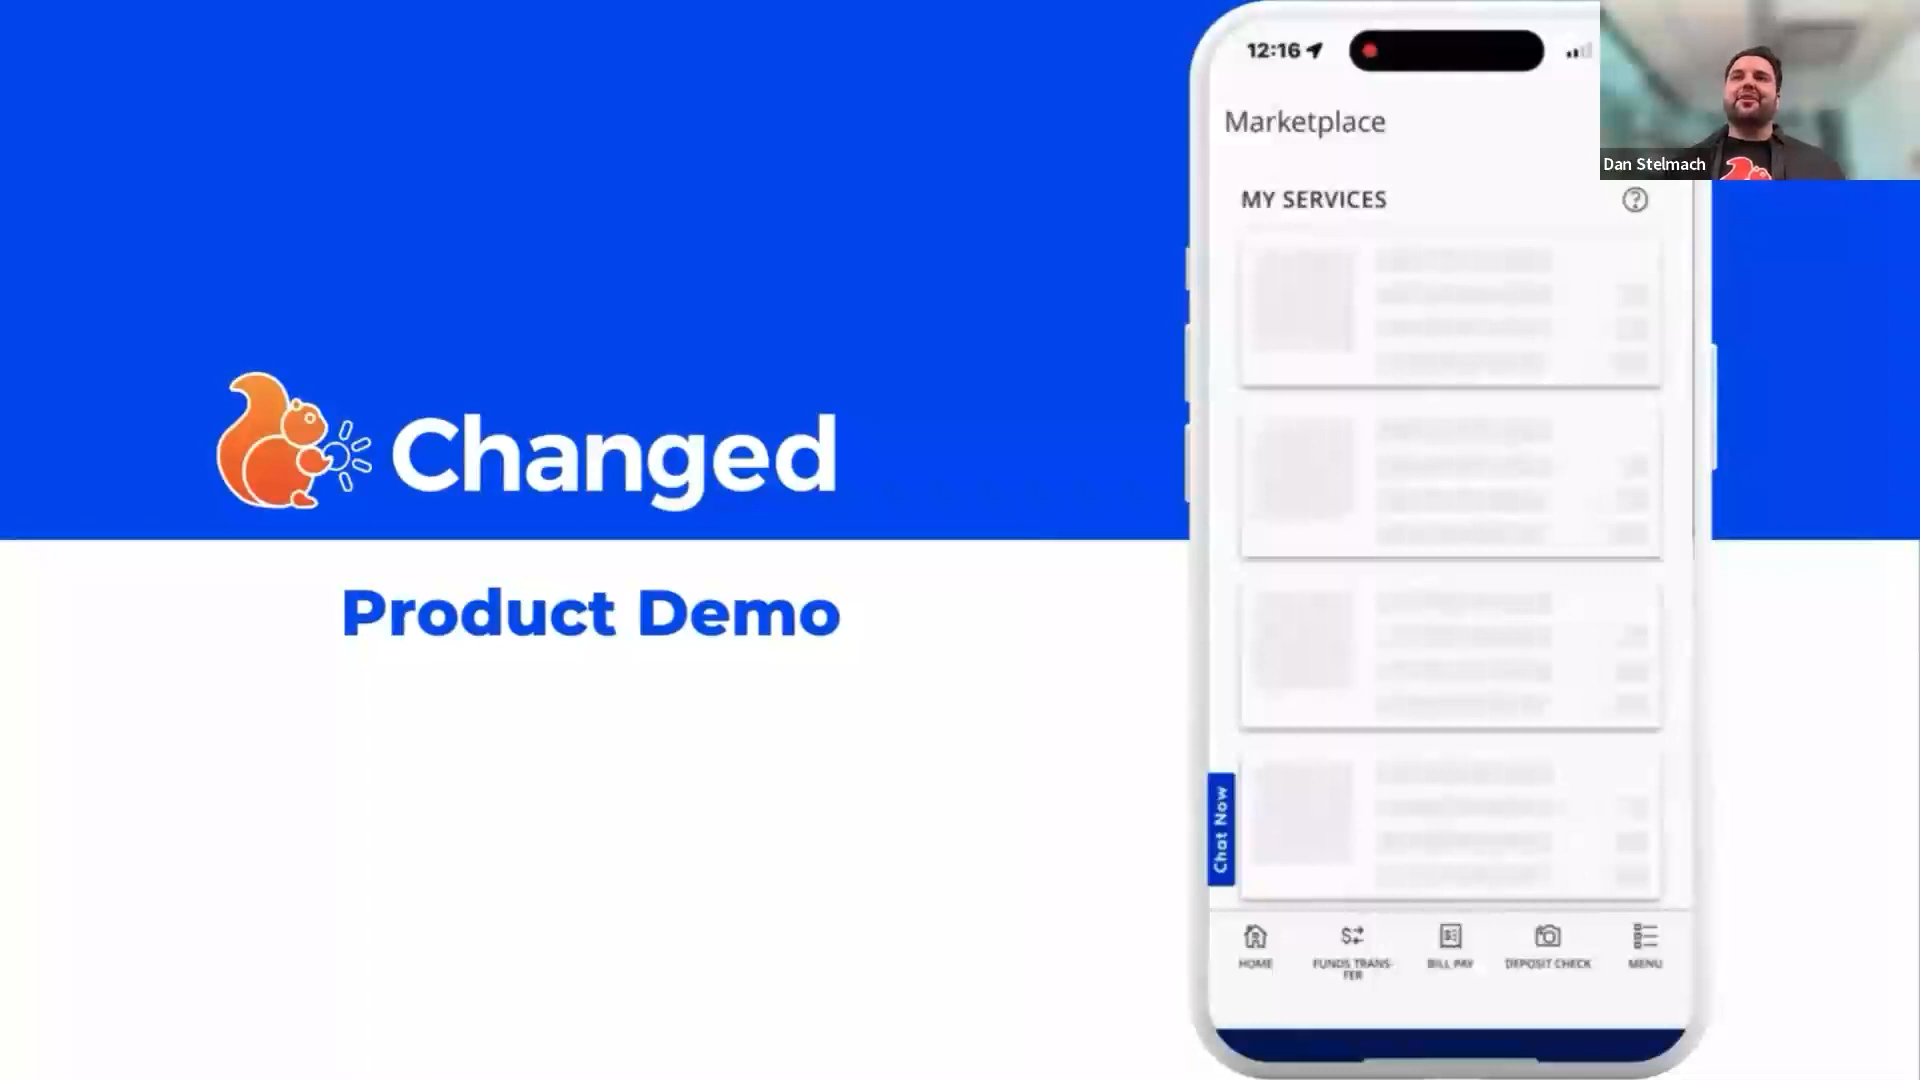 Changed
Product Demo
12:16
Marketplace
MY SERVICES
Chat Now
HOME
FUNDS TRANS-
FER
BILL PAY
DEPOSIT CHECK
MENU
Dan Stelmach